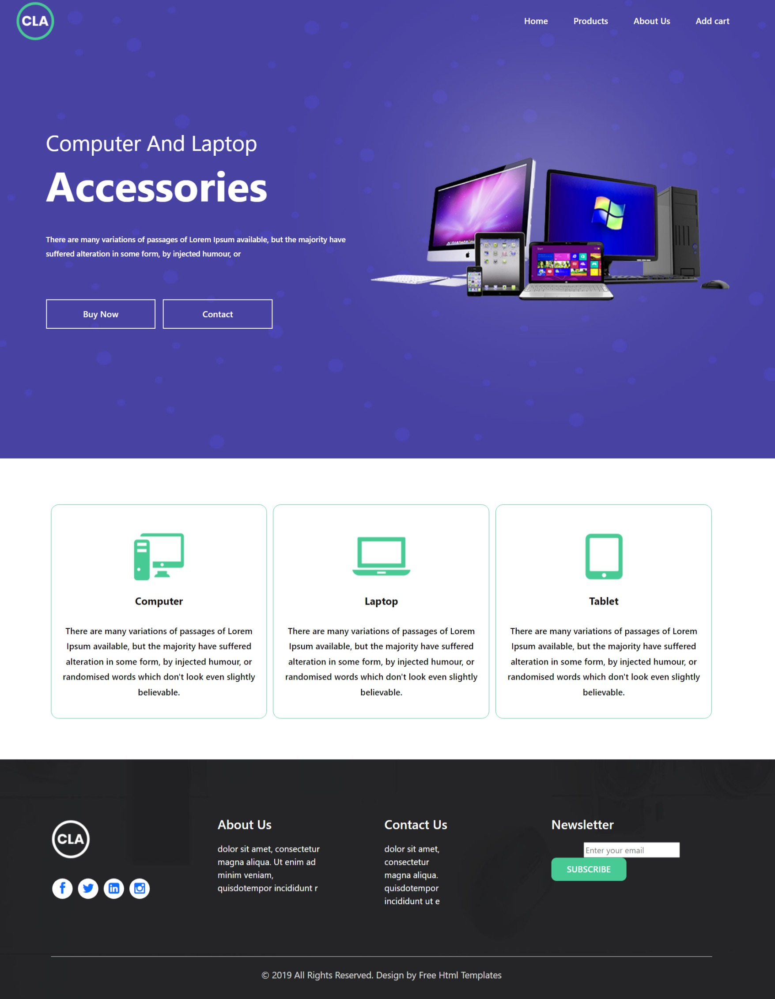 CLA
Home Products About Us Add cart
Computer And Laptop
Accessories
There are many variations of passages of Lorem Ipsum available, but the majority have
suffered alteration in some form, by injected humour, or
Buy Now Contact
Start
Computer
There are many variations of passages of Lorem
Ipsum available, but the majority have suffered
alteration in some form, by injected humour, or
randomised words which don't look even slightly
believable.
Laptop
There are many variations of passages of Lorem
Ipsum available, but the majority have suffered
alteration in some form, by injected humour, or
randomised words which don't look even slightly
believable.
Tablet
There are many variations of passages of Lorem
Ipsum available, but the majority have suffered
alteration in some form, by injected humour, or
randomised words which don't look even slightly
believable.
CLA
About Us
dolor sit amet, consectetur
magna aliqua. Ut enim ad
minim veniam,
quisdotempor incididunt r
Contact Us
dolor sit amet,
consectetur
magna aliqua.
quisdotempor
incididunt ut e
Newsletter
Enter your email
SUBSCRIBE
© 2019 All Rights Reserved. Design by Free Html Templates